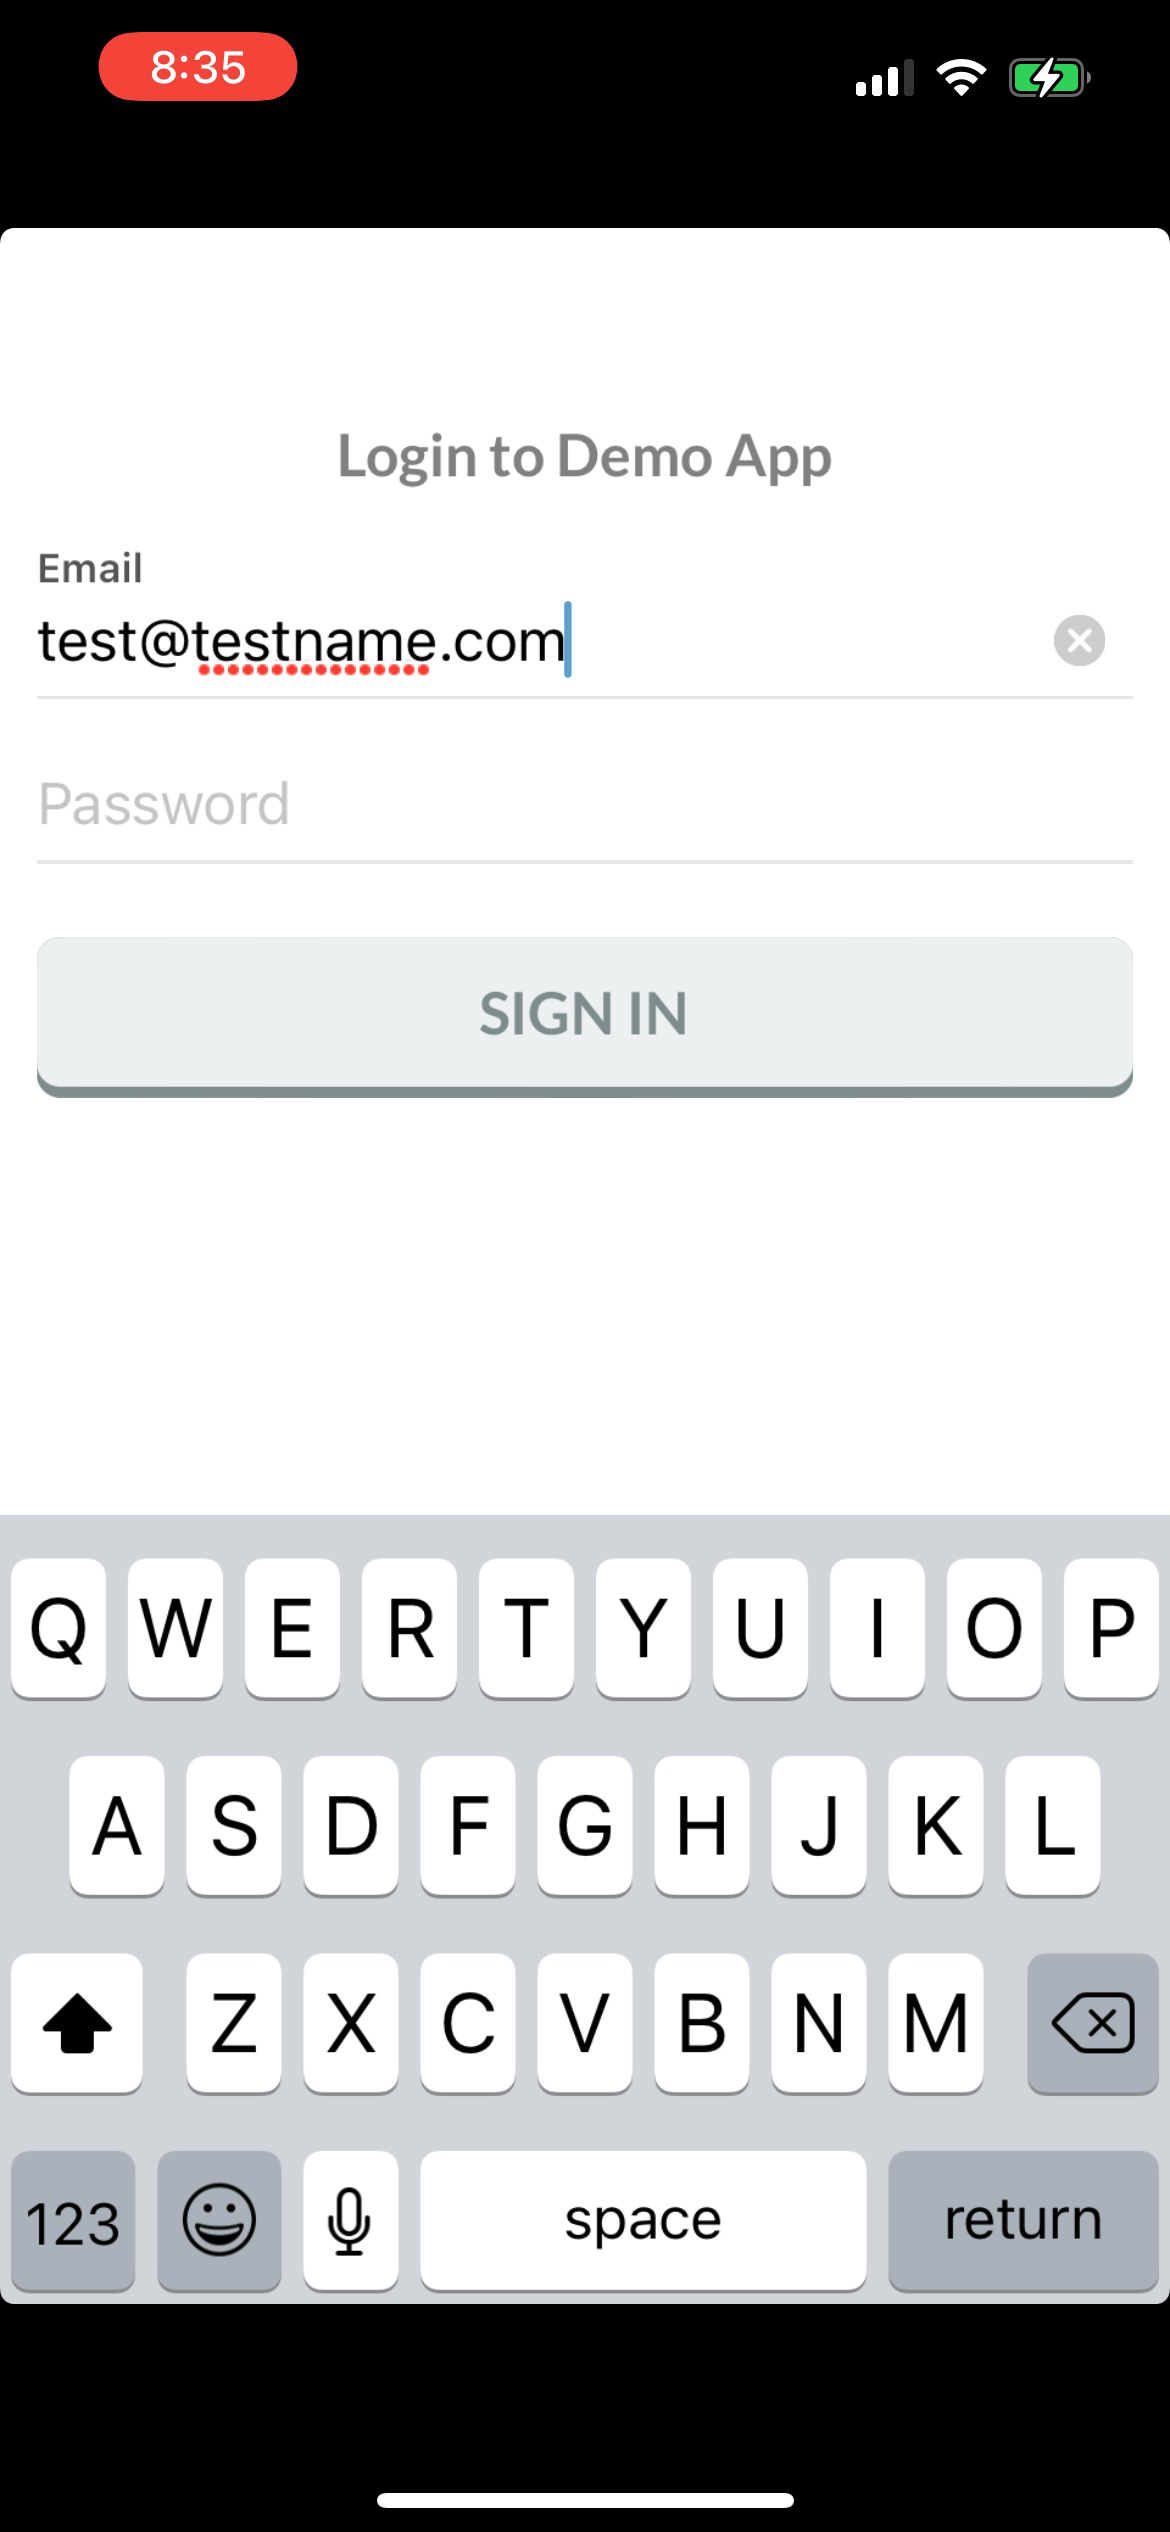 8:35
Login to Demo App
Email
test@testname.com
Password
SIGN IN
Q W E R T Y U I O P
A S D F G H J K L
Z X C V B N M
123 space return